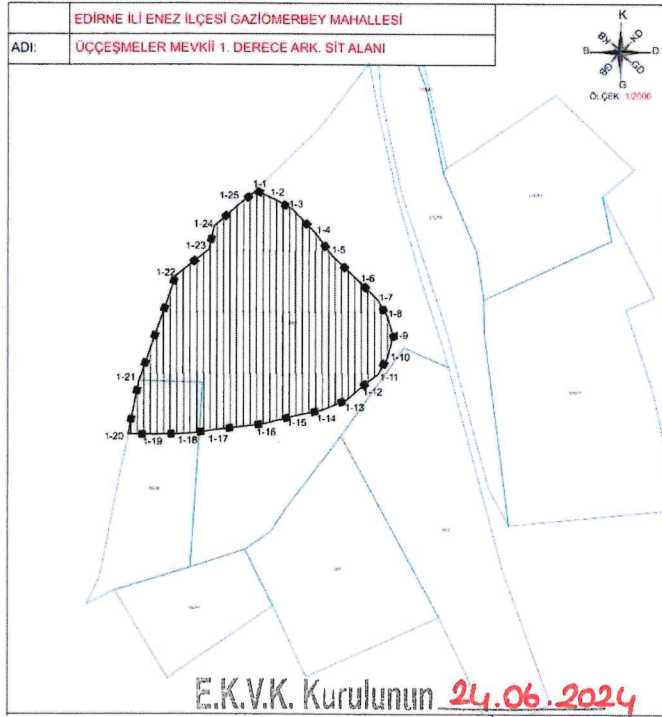 EDİRNE İLİ ENEZ İLÇESİ GAZİÖMERBEY MAHALLESİ
ADI: ÜÇÇEŞMELER MEVKİİ 1. DERECE ARK. SİT ALANI
K
KB KD
B D
GB GD
G
ÖLÇEK: 1/2000
1-1
1-25 1-2
1-3
1-24 1-4
1-23 1-5
1-22 1-6
1-7
1-8
1-9
1-10
1-21 1-11
1-12
1-13
1-14
1-15
1-16
1-20 1-19 1-18 1-17
E.K.V.K. Kurulunun 24.06.2024